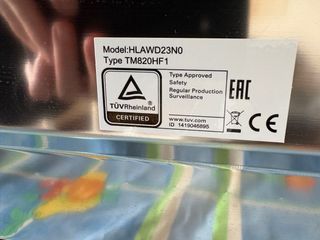 Model:HLAWD23N0
Type TM820HF1
TÜVRheinland
CERTIFIED
Type Approved
Safety
Regular Production
Surveillance
www.tuv.com
ID 1419046895
EAC
CE